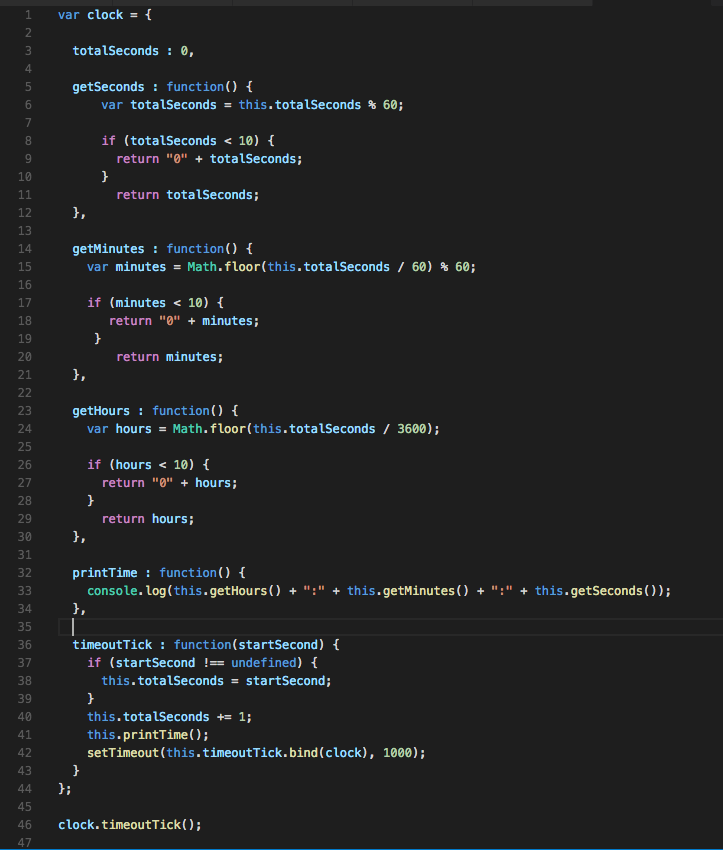 1 var clock = {
2
3   totalSeconds : 0,
4
5   getSeconds : function() {
6       var totalSeconds = this.totalSeconds % 60;
7
8       if (totalSeconds < 10) {
9         return "0" + totalSeconds;
10       }
11         return totalSeconds;
12   },
13
14   getMinutes : function() {
15     var minutes = Math.floor(this.totalSeconds / 60) % 60;
16
17     if (minutes < 10) {
18        return "0" + minutes;
19      }
20         return minutes;
21   },
22
23   getHours : function() {
24     var hours = Math.floor(this.totalSeconds / 3600);
25
26     if (hours < 10) {
27       return "0" + hours;
28     }
29       return hours;
30   },
31
32   printTime : function() {
33     console.log(this.getHours() + ":" + this.getMinutes() + ":" + this.getSeconds());
34   },
35
36   timeoutTick : function(startSecond) {
37     if (startSecond !== undefined) {
38       this.totalSeconds = startSecond;
39     }
40     this.totalSeconds += 1;
41     this.printTime();
42     setTimeout(this.timeoutTick.bind(clock), 1000);
43   }
44 };
45
46 clock.timeoutTick();
47